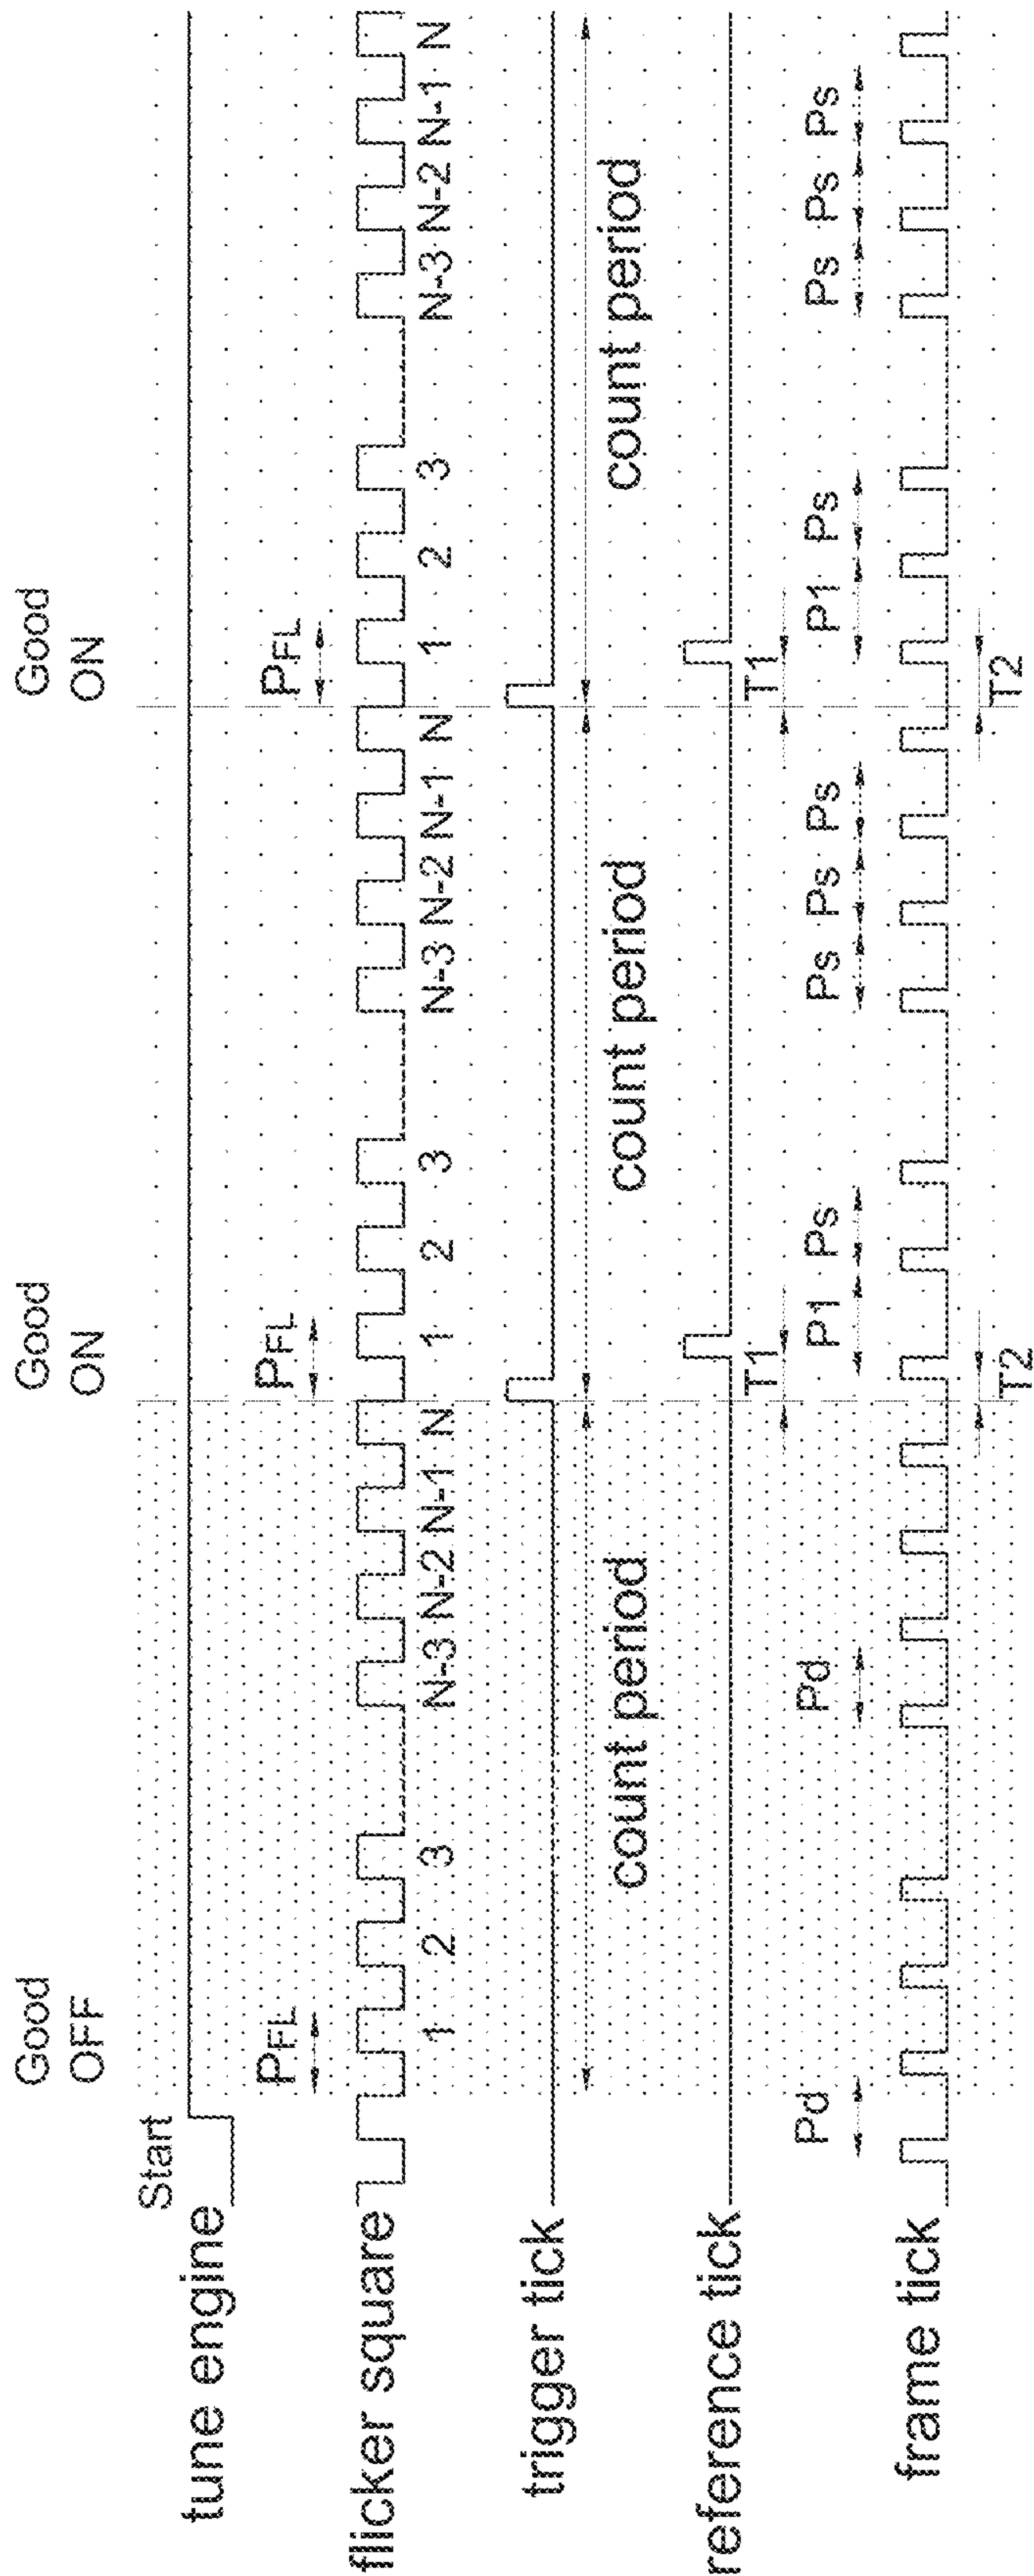 Good OFF
Good ON
Good ON
Start
tune engine
PFL
PFL
PFL
flicker square
1 2 3 N-3 N-2 N-1 N 1 2 3 N-3 N-2 N-1 N 1 2 3 N-3 N-2 N-1 N
trigger tick
count period
count period
count period
reference tick
T1
T1
Pd
Pd
P1 Ps Ps Ps Ps P1 Ps Ps Ps Ps
frame tick
T2
T2